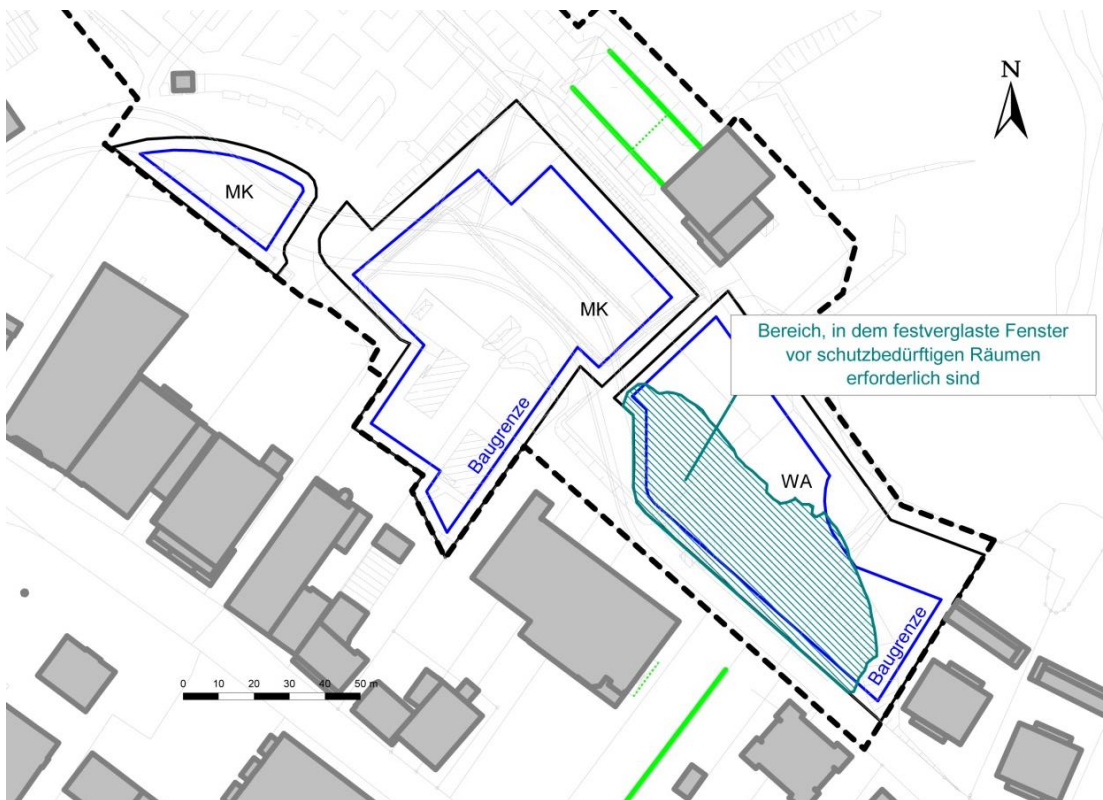 N
MK
MK
Bereich, in dem festverglaste Fenster
vor schutzbedürftigen Räumen
erforderlich sind
Baugrenze
WA
Baugrenze
0 10 20 30 40 50 m